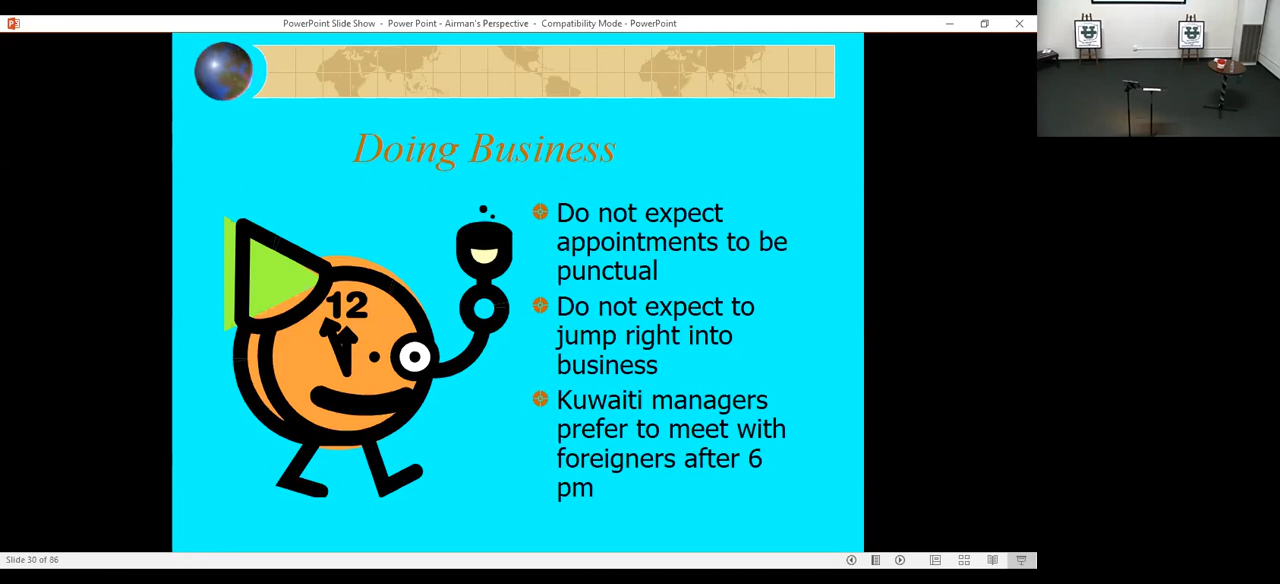 PowerPoint Slide Show - Power Point - Airman's Perspective - Compatibility Mode - PowerPoint
Doing Business
12
Do not expect
appointments to be
punctual
Do not expect to
jump right into
business
Kuwaiti managers
prefer to meet with
foreigners after 6
pm
Slide 30 of 86